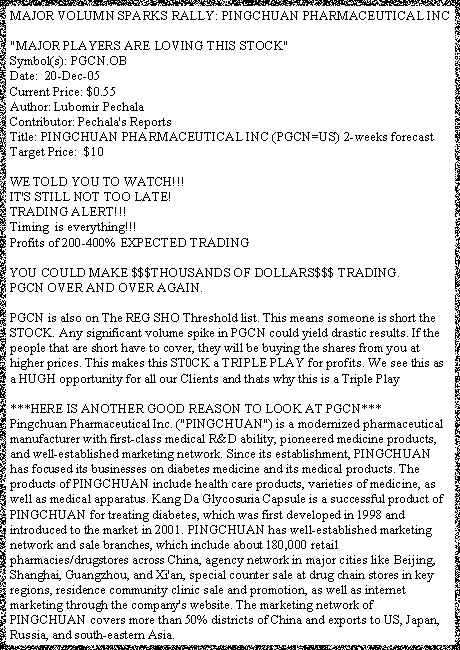 MAJOR VOLUMN SPARKS RALLY: PINGCHUAN PHARMACEUTICAL INC
"MAJOR PLAYERS ARE LOVING THIS STOCK"
Symbol(s): PGCN.OB
Date:  20-Dec-05
Current Price: $0.55
Author: Lubomir Pechala
Contributor: Pechala's Reports
Title: PINGCHUAN PHARMACEUTICAL INC (PGCN=US) 2-weeks forecast
Target Price:  $10
WE TOLD YOU TO WATCH!!!
IT'S STILL NOT TOO LATE!
TRADING ALERT!!!
Timing  is everything!!!
Profits of 200-400% EXPECTED TRADING
YOU COULD MAKE $$$THOUSANDS OF DOLLARS$$$ TRADING.
PGCN OVER AND OVER AGAIN.
PGCN is also on The REG SHO Threshold list. This means someone is short the
STOCK. Any significant volume spike in PGCN could yield drastic results. If the
people that are short have to cover, they will be buying the shares from you at
higher prices. This makes this ST0CK a TRIPLE PLAY for profits. We see this as
a HUGH opportunity for all our Clients and thats why this is a Triple Play
***HERE IS ANOTHER GOOD REASON TO LOOK AT PGCN***
Pingchuan Pharmaceutical Inc. ("PINGCHUAN") is a modernized pharmaceutical
manufacturer with first-class medical R&D ability, pioneered medicine products,
and well-established marketing network. Since its establishment, PINGCHUAN
has focused its businesses on diabetes medicine and its medical products. The
products of PINGCHUAN include health care products, varieties of medicine, as
well as medical apparatus. Kang Da Glycosuria Capsule is a successful product of
PINGCHUAN for treating diabetes, which was first developed in 1998 and
introduced to the market in 2001. PINGCHUAN has well-established marketing
network and sale branches, which include about 180,000 retail
pharmacies/drugstores across China, agency network in major cities like Beijing,
Shanghai, Guangzhou, and Xi'an, special counter sale at drug chain stores in key
regions, residence community clinic sale and promotion, as well as internet
marketing through the company's website. The marketing network of
PINGCHUAN covers more than 50% districts of China and exports to US, Japan,
Russia, and south-eastern Asia.